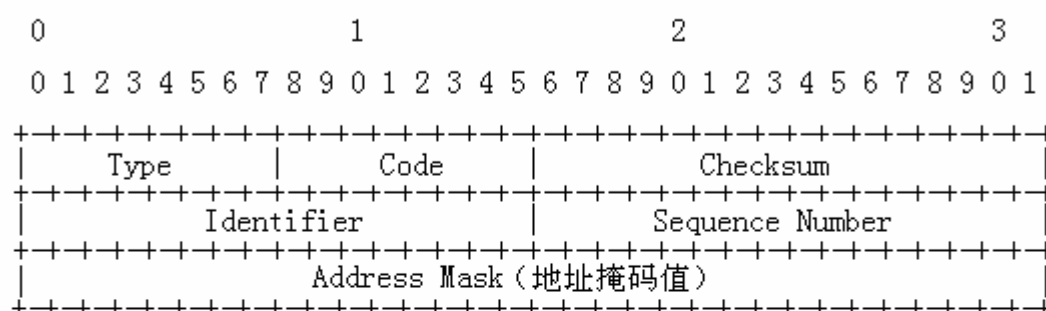 0 1 2 3
0 1 2 3 4 5 6 7 8 9 0 1 2 3 4 5 6 7 8 9 0 1 2 3 4 5 6 7 8 9 0 1
+-+-+-+-+-+-+-+-+-+-+-+-+-+-+-+-+-+-+-+-+-+-+-+-+-+-+-+-+-+-+-+-
| Type | Code | Checksum |
+-+-+-+-+-+-+-+-+-+-+-+-+-+-+-+-+-+-+-+-+-+-+-+-+-+-+-+-+-+-+-+-
| Identifier | Sequence Number |
+-+-+-+-+-+-+-+-+-+-+-+-+-+-+-+-+-+-+-+-+-+-+-+-+-+-+-+-+-+-+-+-
| Address Mask（地址掩码值） |
+-+-+-+-+-+-+-+-+-+-+-+-+-+-+-+-+-+-+-+-+-+-+-+-+-+-+-+-+-+-+-+-